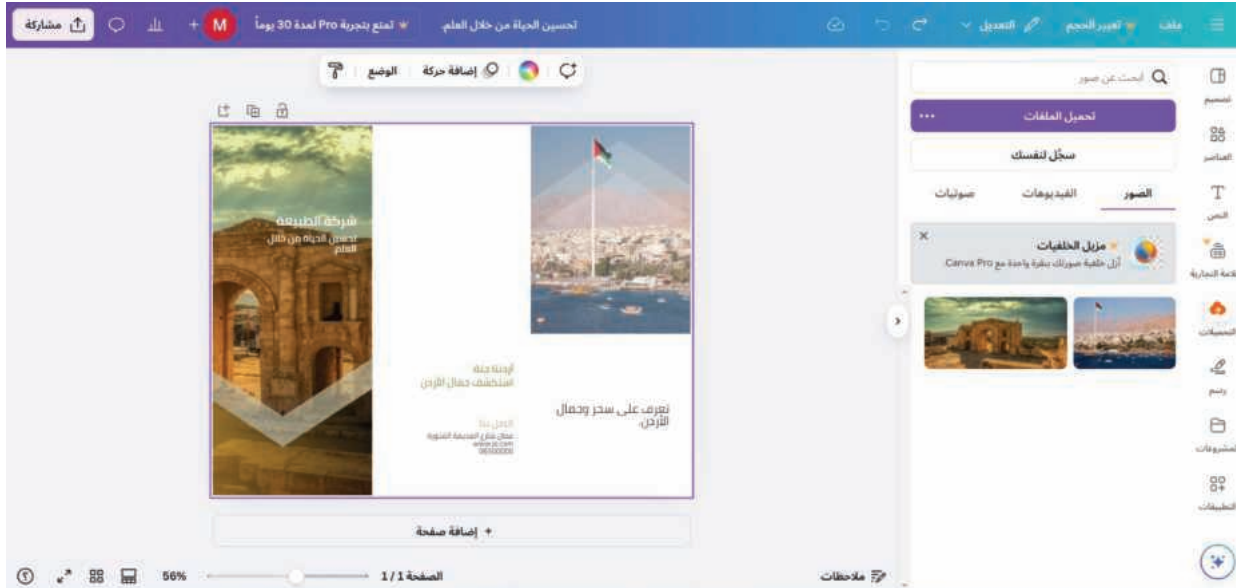 ملف
تغيير الحجم
التعديل
تحسين الحياة من خلال العلم.
تمتع بتجربة Pro لمدة 30 يوماً
M
+
مشاركة
تصميم
العناصر
النص
التحميلات
رسم
التطبيقات
ابحث عن صور
تحميل الملفات
سجّل لنفسك
الصور
الفيديوهات
صوتيات
مزيل الخلفيات
أزل خلفية صورتك بنقرة واحدة مع Canva Pro
إضافة حركة
الوضع
شركة الطبيعة
تحسين الحياة من خلال
العلم.
أردننا جنة
استكشف جمال الأردن
اتصل بنا
تعرف على سحر وجمال
الأردن.
+ إضافة صفحة
ملاحظات
الصفحة 1 / 1
56%